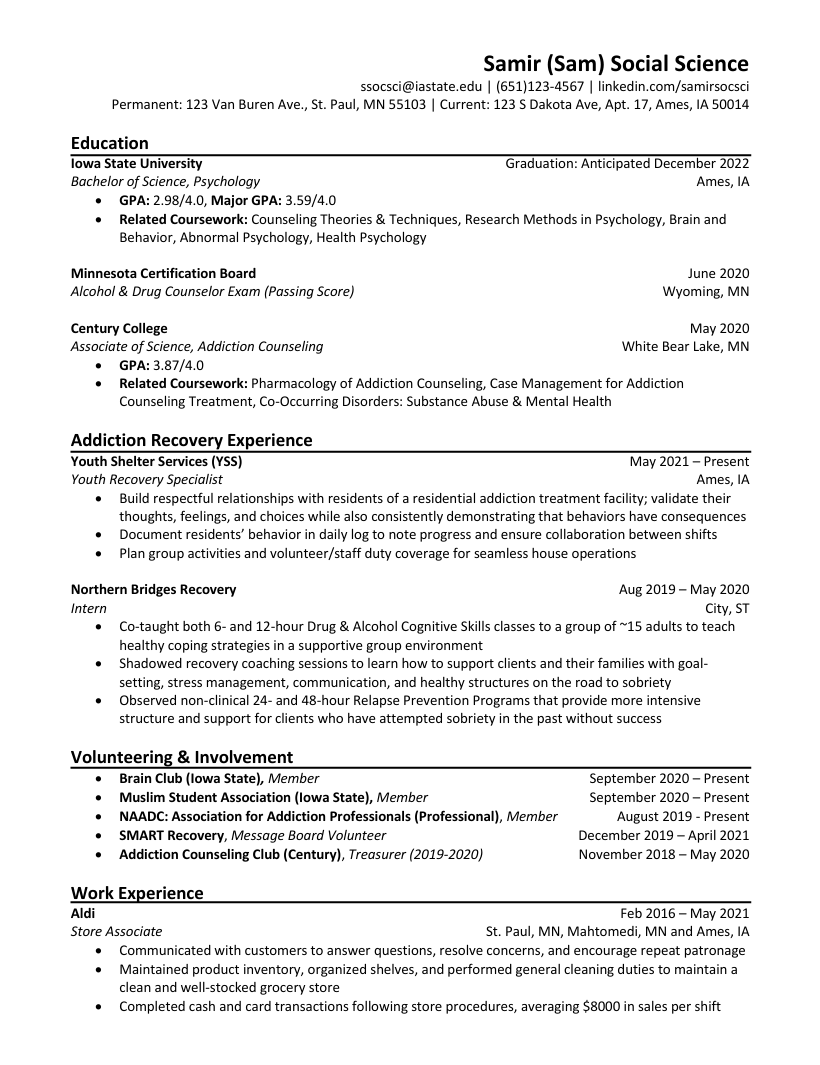 Samir (Sam) Social Science
ssocsci@iastate.edu | (651)123-4567 | linkedin.com/samirsocsci
Permanent: 123 Van Buren Ave., St. Paul, MN 55103 | Current: 123 S Dakota Ave, Apt. 17, Ames, IA 50014
Education
Iowa State University Graduation: Anticipated December 2022
Bachelor of Science, Psychology Ames, IA
• GPA: 2.98/4.0, Major GPA: 3.59/4.0
• Related Coursework: Counseling Theories & Techniques, Research Methods in Psychology, Brain and
Behavior, Abnormal Psychology, Health Psychology
Minnesota Certification Board June 2020
Alcohol & Drug Counselor Exam (Passing Score) Wyoming, MN
Century College May 2020
Associate of Science, Addiction Counseling White Bear Lake, MN
• GPA: 3.87/4.0
• Related Coursework: Pharmacology of Addiction Counseling, Case Management for Addiction
Counseling Treatment, Co-Occurring Disorders: Substance Abuse & Mental Health
Addiction Recovery Experience
Youth Shelter Services (YSS) May 2021 – Present
Youth Recovery Specialist Ames, IA
• Build respectful relationships with residents of a residential addiction treatment facility; validate their
thoughts, feelings, and choices while also consistently demonstrating that behaviors have consequences
• Document residents’ behavior in daily log to note progress and ensure collaboration between shifts
• Plan group activities and volunteer/staff duty coverage for seamless house operations
Northern Bridges Recovery Aug 2019 – May 2020
Intern City, ST
• Co-taught both 6- and 12-hour Drug & Alcohol Cognitive Skills classes to a group of ~15 adults to teach
healthy coping strategies in a supportive group environment
• Shadowed recovery coaching sessions to learn how to support clients and their families with goal-
setting, stress management, communication, and healthy structures on the road to sobriety
• Observed non-clinical 24- and 48-hour Relapse Prevention Programs that provide more intensive
structure and support for clients who have attempted sobriety in the past without success
Volunteering & Involvement
• Brain Club (Iowa State), Member September 2020 – Present
• Muslim Student Association (Iowa State), Member September 2020 – Present
• NAADC: Association for Addiction Professionals (Professional), Member August 2019 - Present
• SMART Recovery, Message Board Volunteer December 2019 – April 2021
• Addiction Counseling Club (Century), Treasurer (2019-2020) November 2018 – May 2020
Work Experience
Aldi Feb 2016 – May 2021
Store Associate St. Paul, MN, Mahtomedi, MN and Ames, IA
• Communicated with customers to answer questions, resolve concerns, and encourage repeat patronage
• Maintained product inventory, organized shelves, and performed general cleaning duties to maintain a
clean and well-stocked grocery store
• Completed cash and card transactions following store procedures, averaging $8000 in sales per shift